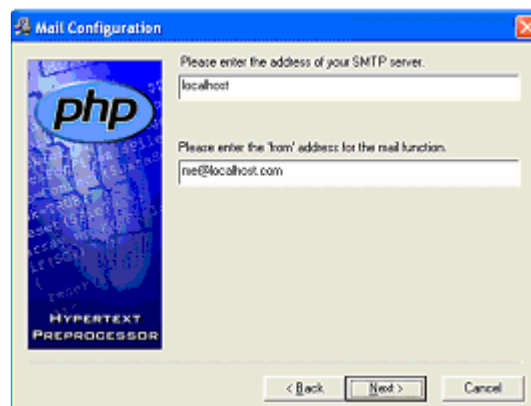 Mail Configuration
Please enter the address of your SMTP server.
localhost
php
Please enter the 'from' address for the mail function.
me@localhost.com
HYPERTEXT
PREPROCESSOR
< Back
Next >
Cancel